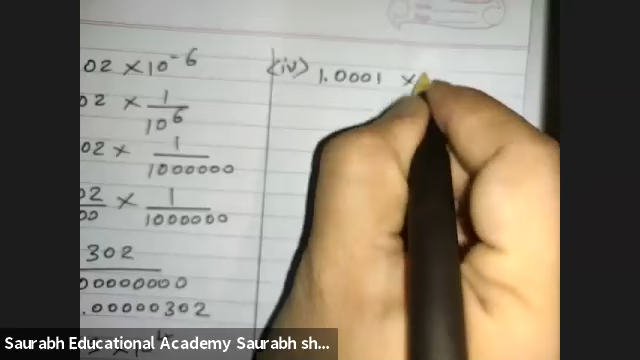 02 × 10⁻⁶
02 × 1/10⁶
02 × 1/1000000
02/00 × 1/1000000
302
00000000
.00000302
(iv) 1.0001 ×
Saurabh Educational Academy Saurabh sh...